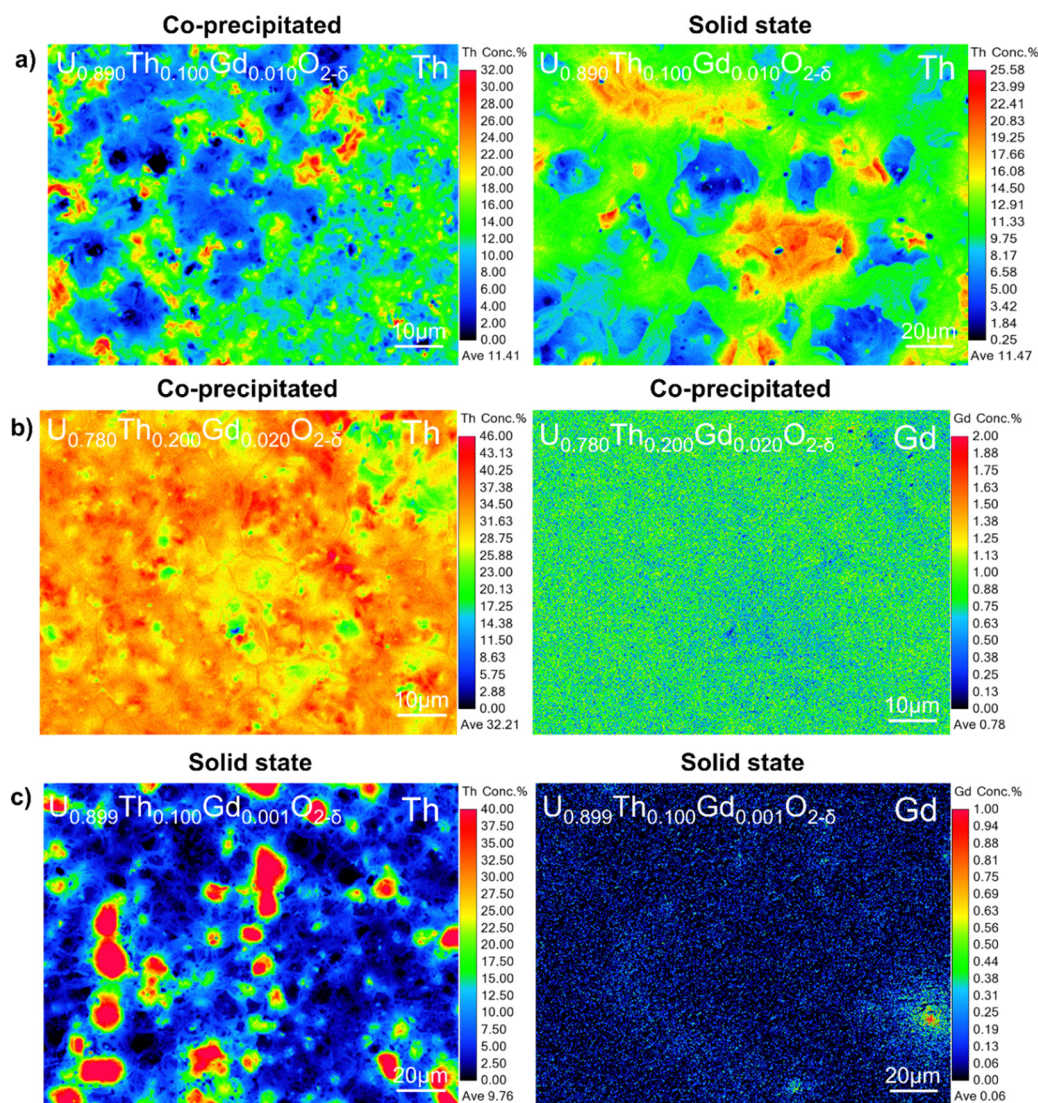 Co-precipitated
Solid state
a)
U0.890Th0.100Gd0.010O2-δ
Th
Th Conc.%
32.00
30.00
28.00
26.00
24.00
22.00
20.00
18.00
16.00
14.00
12.00
10.00
8.00
6.00
4.00
2.00
0.00
Ave 11.41
10μm
U0.890Th0.100Gd0.010O2-δ
Th
Th Conc.%
25.58
23.99
22.41
20.83
19.25
17.66
16.08
14.50
12.91
11.33
9.75
8.17
6.58
5.00
3.42
1.84
0.25
Ave 11.47
20μm
Co-precipitated
Co-precipitated
b)
U0.780Th0.200Gd0.020O2-δ
Th
Th Conc.%
46.00
43.13
40.25
37.38
34.50
31.63
28.75
25.88
23.00
20.13
17.25
14.38
11.50
8.63
5.75
2.88
0.00
Ave 32.21
10μm
U0.780Th0.200Gd0.020O2-δ
Gd
Gd Conc.%
2.00
1.88
1.75
1.63
1.50
1.38
1.25
1.13
1.00
0.88
0.75
0.63
0.50
0.38
0.25
0.13
0.00
Ave 0.78
10μm
Solid state
Solid state
c)
U0.899Th0.100Gd0.001O2-δ
Th
Th Conc.%
40.00
37.50
35.00
32.50
30.00
27.50
25.00
22.50
20.00
17.50
15.00
12.50
10.00
7.50
5.00
2.50
0.00
Ave 9.76
20μm
U0.899Th0.100Gd0.001O2-δ
Gd
Gd Conc.%
1.00
0.94
0.88
0.81
0.75
0.69
0.63
0.56
0.50
0.44
0.38
0.31
0.25
0.19
0.13
0.06
0.00
Ave 0.06
20μm